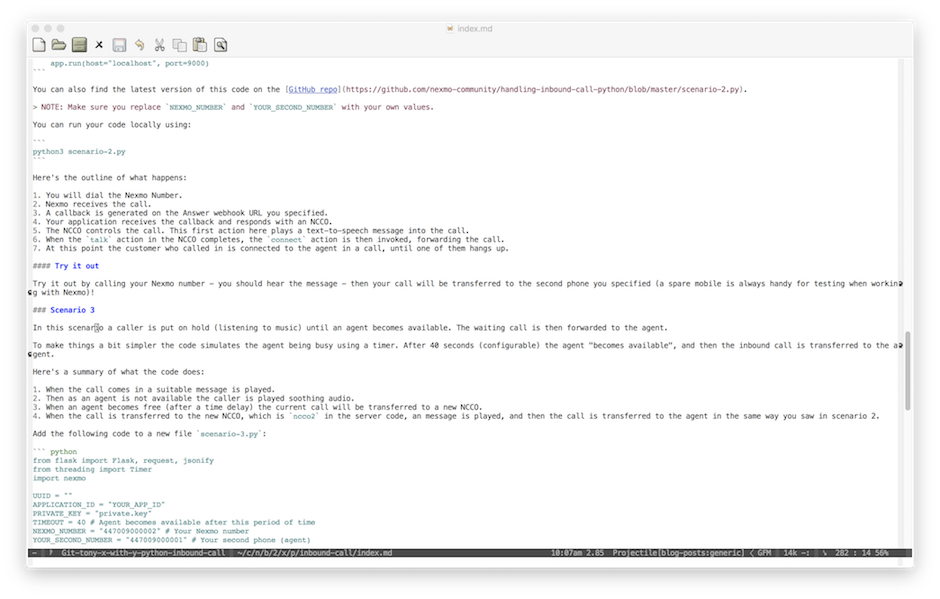 index.md
app.run(host="localhost", port=9000)
```
You can also find the latest version of this code on the [GitHub repo](https://github.com/nexmo-community/handling-inbound-call-python/blob/master/scenario-2.py).
> NOTE: Make sure you replace `NEXMO_NUMBER` and `YOUR_SECOND_NUMBER` with your own values.
You can run your code locally using:
```
python3 scenario-2.py
```
Here's the outline of what happens:
1. You will dial the Nexmo Number.
2. Nexmo receives the call.
3. A callback is generated on the Answer webhook URL you specified.
4. Your application receives the callback and responds with an NCCO.
5. The NCCO controls the call. This first action here plays a text-to-speech message into the call.
6. When the `talk` action in the NCCO completes, the `connect` action is then invoked, forwarding the call.
7. At this point the customer who called in is connected to the agent in a call, until one of them hangs up.
#### Try it out
Try it out by calling your Nexmo number - you should hear the message - then your call will be transferred to the second phone you specified (a spare mobile is always handy for testing when workin
g with Nexmo)!
### Scenario 3
In this scenario a caller is put on hold (listening to music) until an agent becomes available. The waiting call is then forwarded to the agent.
To make things a bit simpler the code simulates the agent being busy using a timer. After 40 seconds (configurable) the agent "becomes available", and then the inbound call is transferred to the a
gent.
Here's a summary of what the code does:
1. When the call comes in a suitable message is played.
2. Then as an agent is not available the caller is played soothing audio.
3. When an agent becomes free (after a time delay) the current call will be transferred to a new NCCO.
4. When the call is transferred to the new NCCO, which is `ncco2` in the server code, an message is played, and then the call is transferred to the agent in the same way you saw in scenario 2.
Add the following code to a new file `scenario-3.py`:
``` python
from flask import Flask, request, jsonify
from threading import Timer
import nexmo
UUID = ""
APPLICATION_ID = "YOUR_APP_ID"
PRIVATE_KEY = "private.key"
TIMEOUT = 40 # Agent becomes available after this period of time
NEXMO_NUMBER = "447009000002" # Your Nexmo number
YOUR_SECOND_NUMBER = "447009000001" # Your second phone (agent)
Git-tony-x-with-y-python-inbound-call ~/c/n/b/2/x/p/inbound-call/index.md 10:07am 2.85 Projectile[blog-posts:generic] GFM 14k 282 : 14 56%